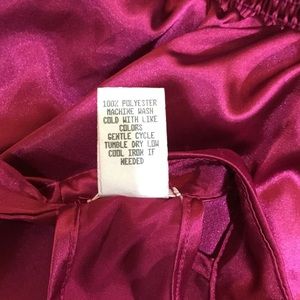 100% POLYESTER
MACHINE WASH
COLD WITH LIKE
COLORS
GENTLE CYCLE
TUMBLE DRY LOW
COOL IRON IF
NEEDED